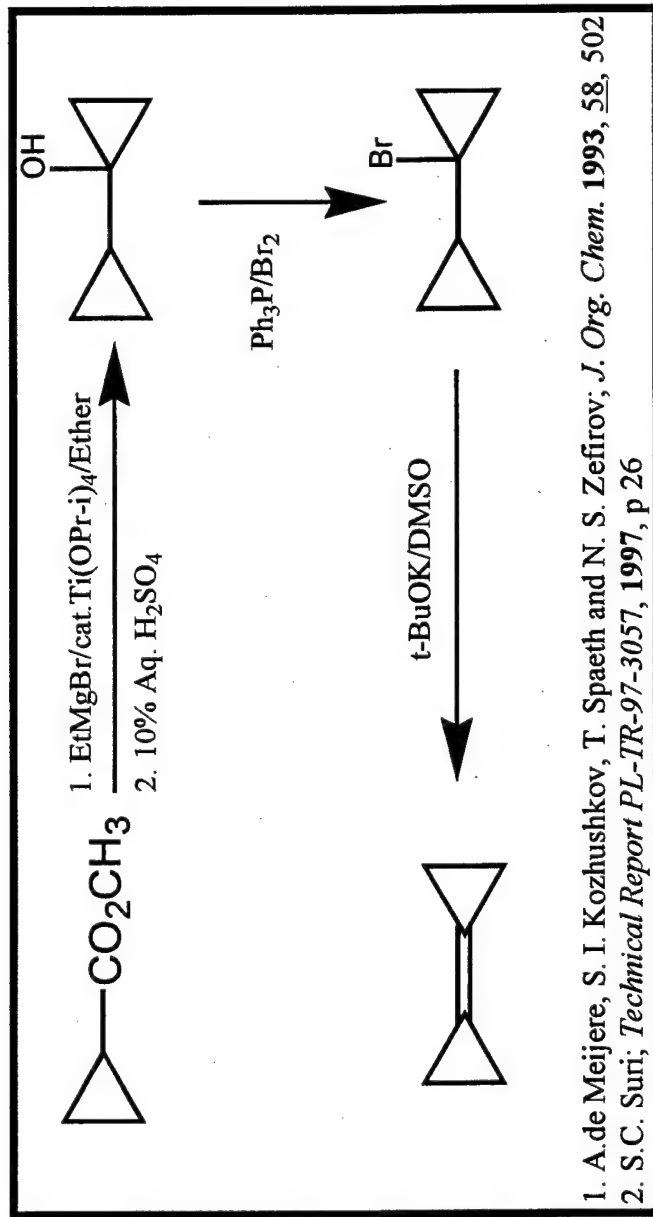 1. EtMgBr/cat.Ti(OPr-i)4/Ether
2. 10% Aq. H2SO4
CO2CH3
OH
Ph3P/Br2
Br
t-BuOK/DMSO
1. A.de Meijere, S. I. Kozhushkov, T. Spaeth and N. S. Zefirov; J. Org. Chem. 1993, 58, 502
2. S.C. Suri; Technical Report PL-TR-97-3057, 1997, p 26